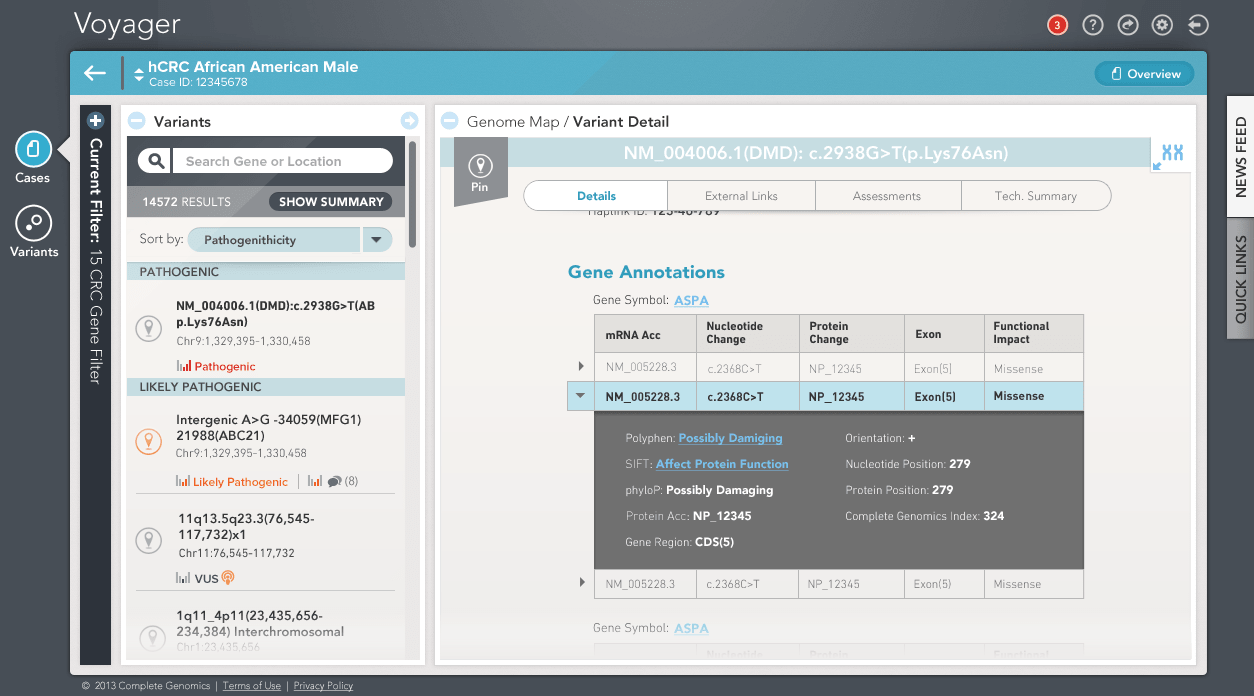 Voyager
3
?
hCRC African American Male
Case ID: 12345678
Overview
Cases
Variants
Current Filter: 15 CRC Gene Filter
Variants
Search Gene or Location
14572 RESULTS
SHOW SUMMARY
Sort by: Pathogenithicity
PATHOGENIC
NM_004006.1(DMD):c.2938G>T(AB
p.Lys76Asn)
Chr9:1,329,395-1,330,458
Pathogenic
LIKELY PATHOGENIC
Intergenic A>G -34059(MFG1)
21988(ABC21)
Chr9:1,329,395-1,330,458
Likely Pathogenic | (8)
11q13.5q23.3(76,545-
117,732)x1
Chr11:76,545-117,732
VUS
1q11_4p11(23,435,656-
234,384) Interchromosomal
Chr1:23,435,656
Genome Map / Variant Detail
Pin
NM_004006.1(DMD): c.2938G>T(p.Lys76Asn)
Details
External Links
Assessments
Tech. Summary
Haplink ID: 123-46-789
Gene Annotations
Gene Symbol: ASPA
mRNA Acc
Nucleotide
Change
Protein
Change
Exon
Functional
Impact
NM_005228.3 c.2368C>T NP_12345 Exon(5) Missense
NM_005228.3 c.2368C>T NP_12345 Exon(5) Missense
Polyphen: Possibly Damiging
SIFT: Affect Protein Function
phyloP: Possibly Damaging
Protein Acc: NP_12345
Gene Region: CDS(5)
Orientation: +
Nucleotide Position: 279
Protein Position: 279
Complete Genomics Index: 324
NM_005228.3 c.2368C>T NP_12345 Exon(5) Missense
Gene Symbol: ASPA
Nucleotide Protein Functional
NEWS FEED
QUICK LINKS
© 2013 Complete Genomics | Terms of Use | Privacy Policy